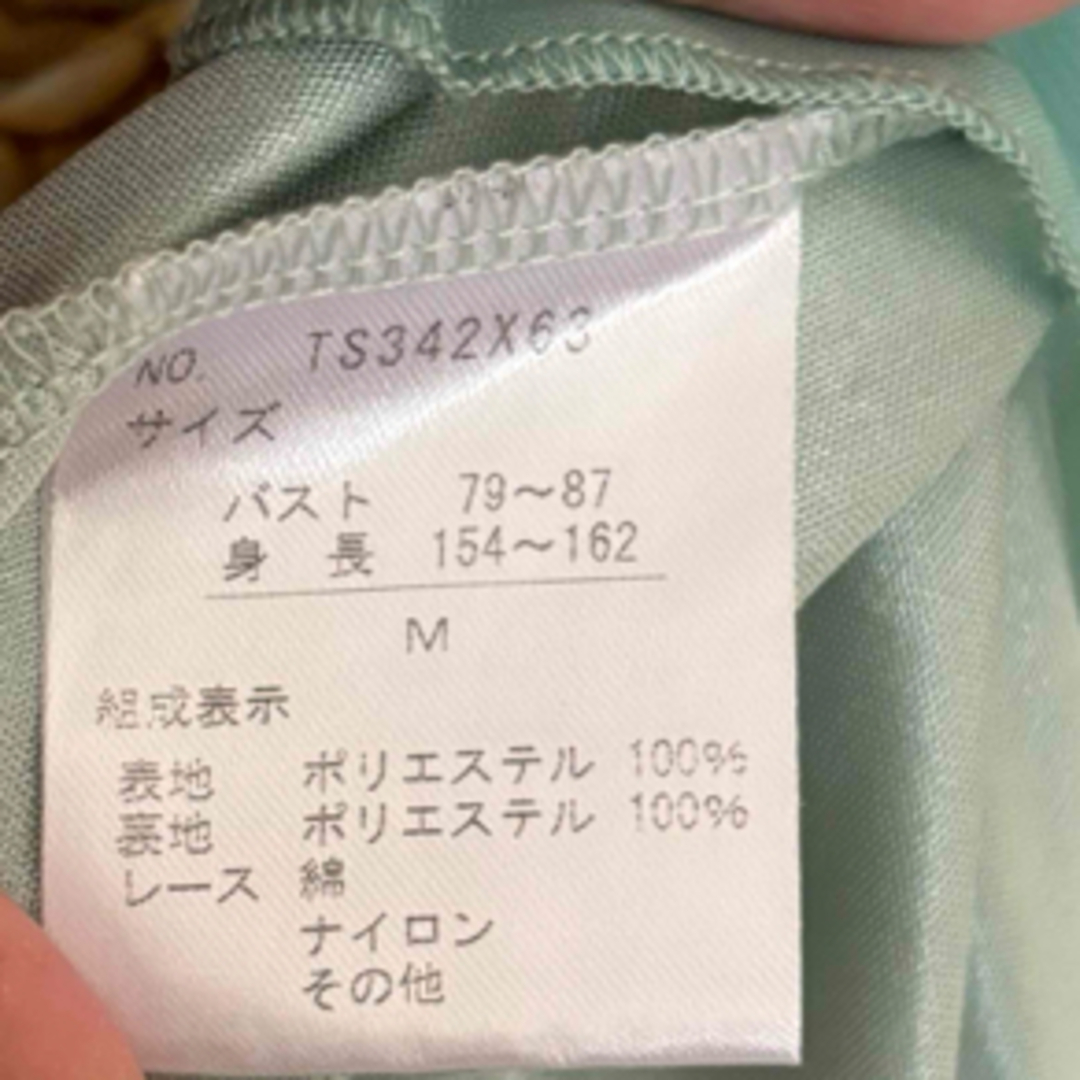 NO. TS342X63
サイズ
バスト 79〜87
身 長 154〜162
M
組成表示
表地 ポリエステル 100%
裏地 ポリエステル 100%
レース 綿
ナイロン
その他